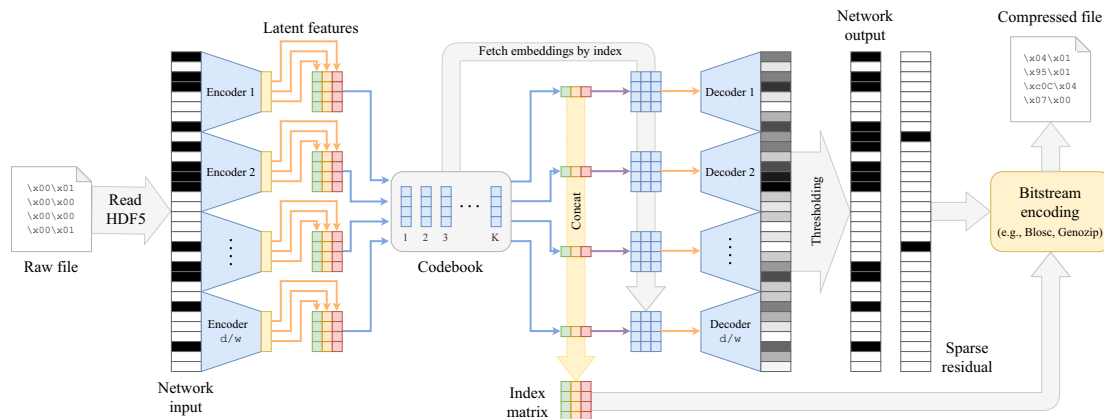 Latent features
Network
output
Compressed file
Fetch embeddings by index
\x04/\x01
\x95\x01
\xc0C\x04
\x07\x00
Encoder 1
Decoder 1
\x00\x01
\x00\x00
\x00\x00
\x00\x01
Read
HDF5
Raw file
Encoder 2
Decoder 2
1
2
3
...
K
Codebook
Concat
Thresholding
Bitstream
encoding
(e.g., Blosc, Genozip)
Encoder
d/w
Decoder
d/w
Network
input
Index
matrix
Sparse
residual